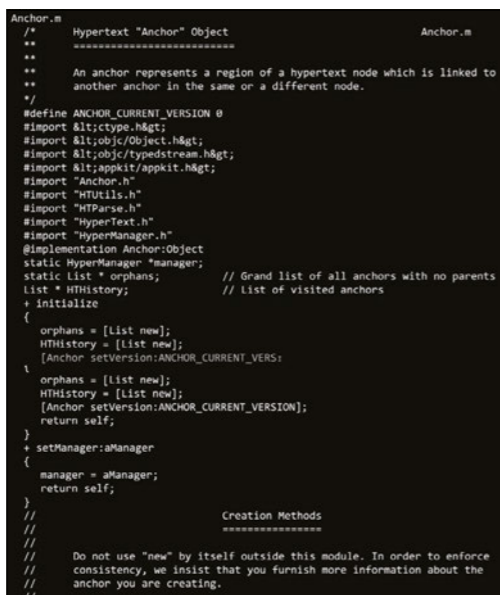 Anchor.m
/* Hypertext "Anchor" Object Anchor.m
** ==========================
**
** An anchor represents a region of a hypertext node which is linked to
** another anchor in the same or a different node.
*/
#define ANCHOR_CURRENT_VERSION 0
#import &lt;ctype.h&gt;
#import &lt;objc/Object.h&gt;
#import &lt;objc/typedstream.h&gt;
#import &lt;appkit/appkit.h&gt;
#import "Anchor.h"
#import "HTUtils.h"
#import "HTParse.h"
#import "HyperText.h"
#import "HyperManager.h"
@implementation Anchor:Object
static HyperManager *manager;
static List * orphans; // Grand list of all anchors with no parents
List * HTHistory; // List of visited anchors
+ initialize
{
orphans = [List new];
HTHistory = [List new];
[Anchor setVersion:ANCHOR_CURRENT_VERS
orphans = [List new];
HTHistory = [List new];
[Anchor setVersion:ANCHOR_CURRENT_VERSION];
return self;
}
+ setManager:aManager
{
manager = aManager;
return self;
}
// Creation Methods
// ================
//
// Do not use "new" by itself outside this module. In order to enforce
// consistency, we insist that you furnish more information about the
// anchor you are creating.